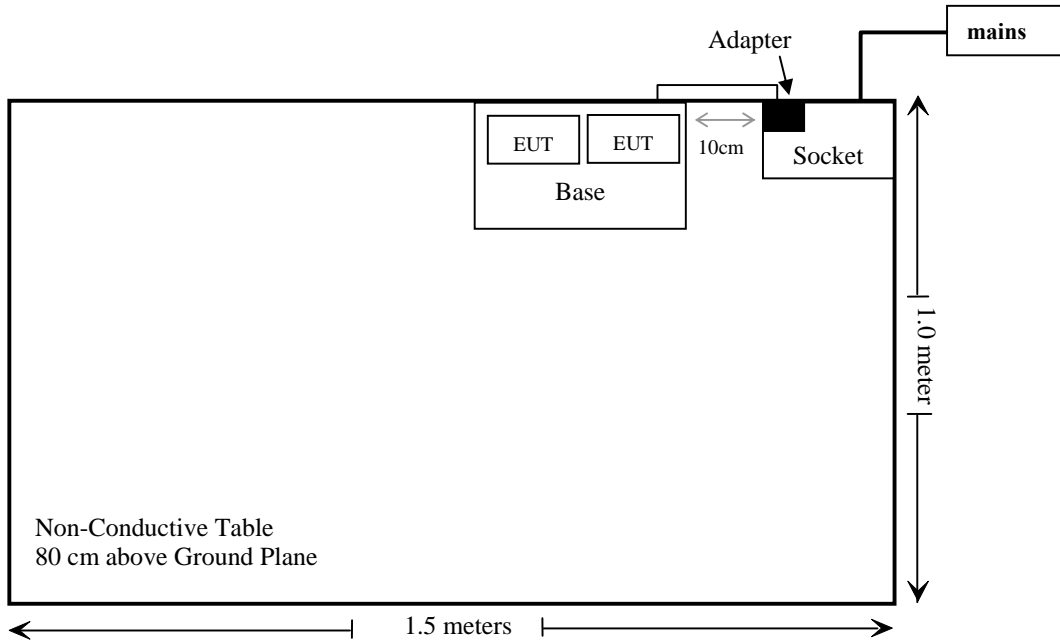 mains
Adapter
EUT
EUT
10cm
Socket
Base
1.0 meter
Non-Conductive Table
80 cm above Ground Plane
1.5 meters